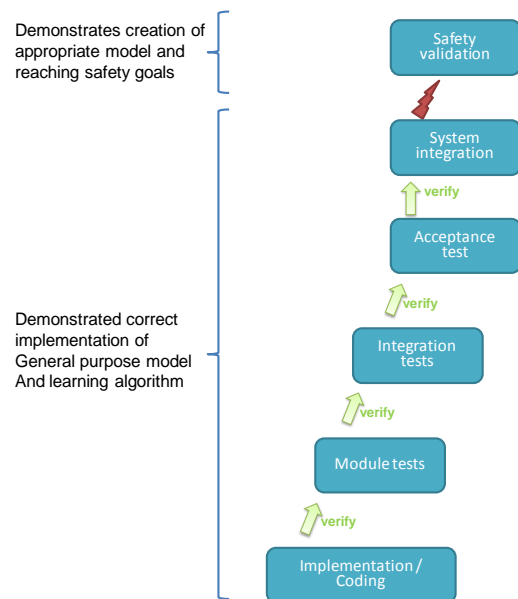 Demonstrates creation of
appropriate model and
reaching safety goals
Safety
validation
System
integration
verify
Acceptance
test
verify
Demonstrated correct
implementation of
General purpose model
And learning algorithm
Integration
tests
verify
Module tests
verify
Implementation /
Coding